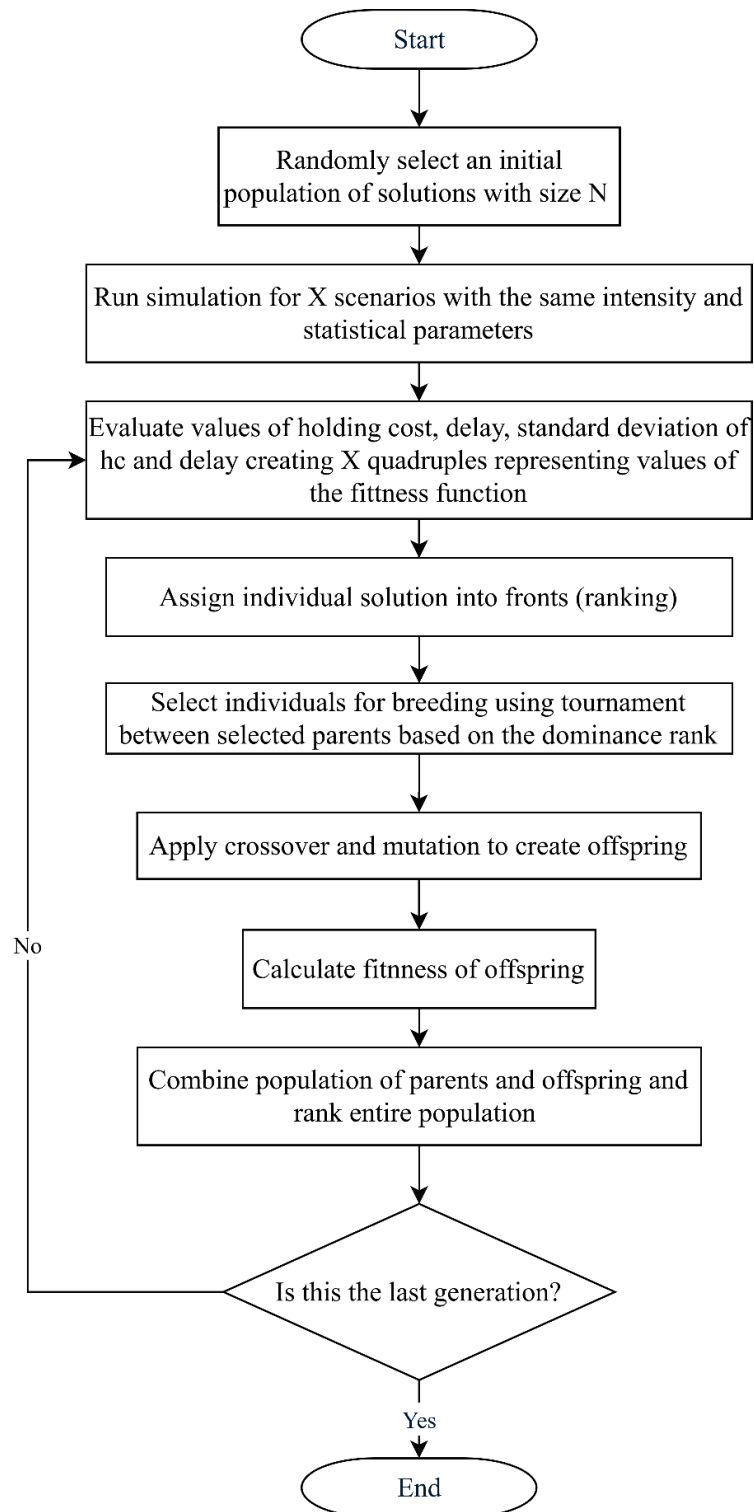 Start
Randomly select an initial
population of solutions with size N
Run simulation for X scenarios with the same intensity and
statistical parameters
Evaluate values of holding cost, delay, standard deviation of
hc and delay creating X quadruples representing values of
the fittness function
Assign individual solution into fronts (ranking)
Select individuals for breeding using tournament
between selected parents based on the dominance rank
Apply crossover and mutation to create offspring
No
Calculate fitnness of offspring
Combine population of parents and offspring and
rank entire population
Is this the last generation?
Yes
End